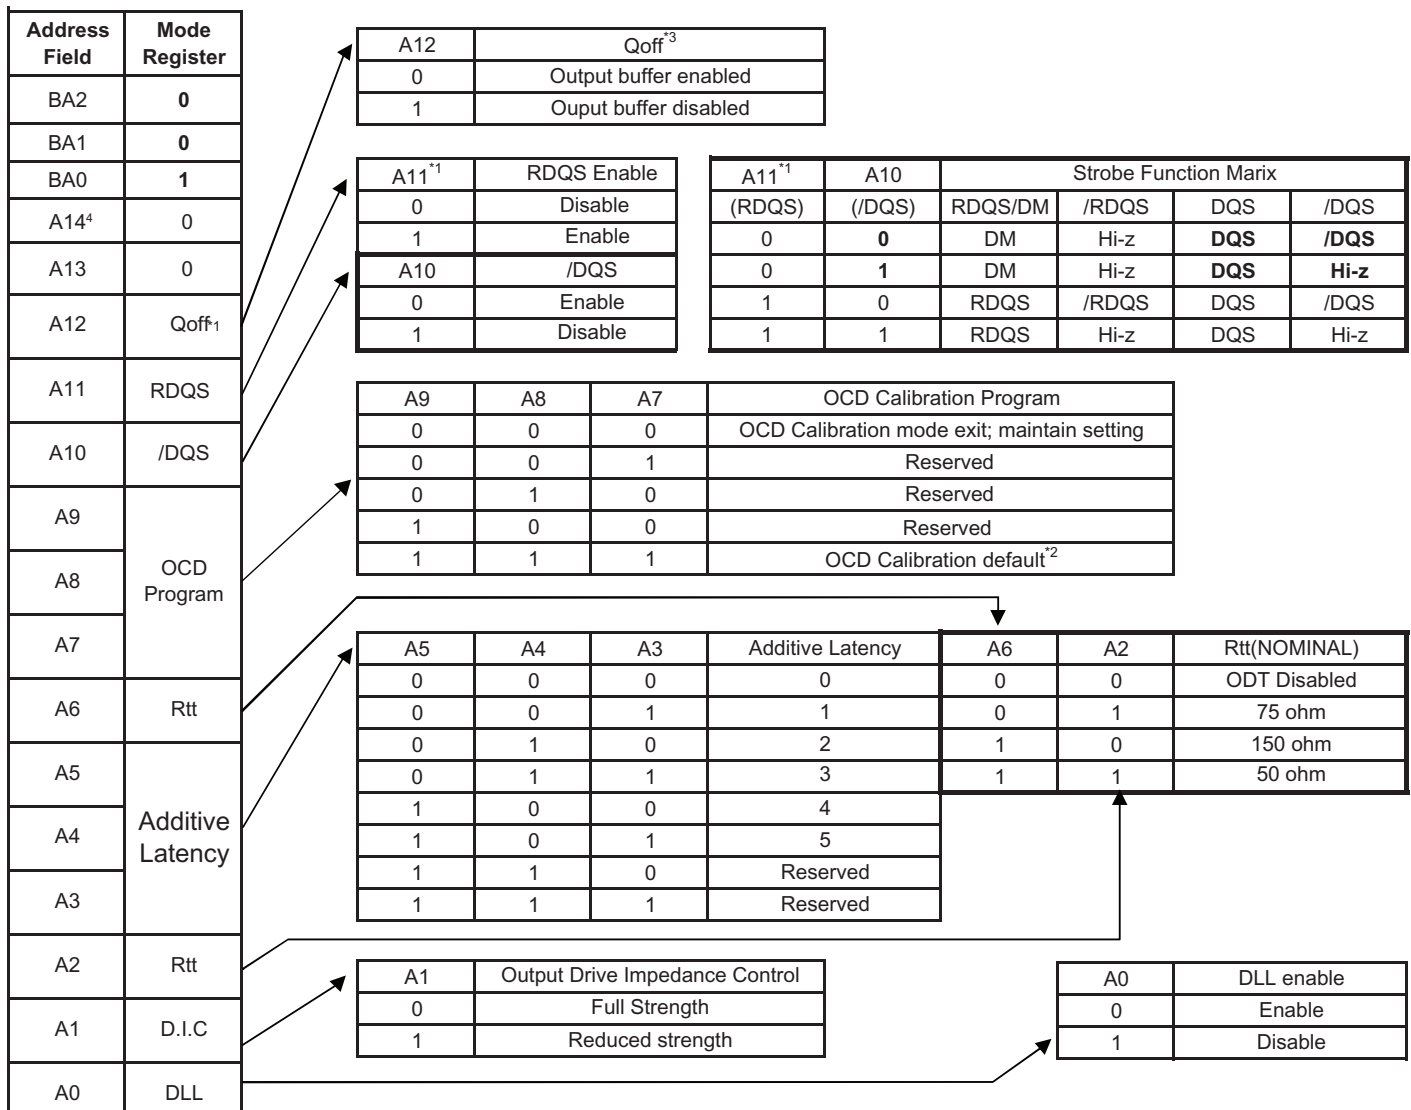 Address Field Mode Register
BA2 0
BA1 0
BA0 1
A14⁴ 0
A13 0
A12 Qoff*1
A11 RDQS
A10 /DQS
A9
A8 OCD Program
A7
A6 Rtt
A5
A4 Additive Latency
A3
A2 Rtt
A1 D.I.C
A0 DLL
A12 Qoff*3
0 Output buffer enabled
1 Ouput buffer disabled
A11*1 RDQS Enable
0 Disable
1 Enable
A10 /DQS
0 Enable
1 Disable
A11*1 A10 Strobe Function Marix
(RDQS) (/DQS) RDQS/DM /RDQS DQS /DQS
0 0 DM Hi-z DQS /DQS
0 1 DM Hi-z DQS Hi-z
1 0 RDQS /RDQS DQS /DQS
1 1 RDQS Hi-z DQS Hi-z
A9 A8 A7 OCD Calibration Program
0 0 0 OCD Calibration mode exit; maintain setting
0 0 1 Reserved
0 1 0 Reserved
1 0 0 Reserved
1 1 1 OCD Calibration default*2
A5 A4 A3 Additive Latency
0 0 0 0
0 0 1 1
0 1 0 2
0 1 1 3
1 0 0 4
1 0 1 5
1 1 0 Reserved
1 1 1 Reserved
A6 A2 Rtt(NOMINAL)
0 0 ODT Disabled
0 1 75 ohm
1 0 150 ohm
1 1 50 ohm
A1 Output Drive Impedance Control
0 Full Strength
1 Reduced strength
A0 DLL enable
0 Enable
1 Disable